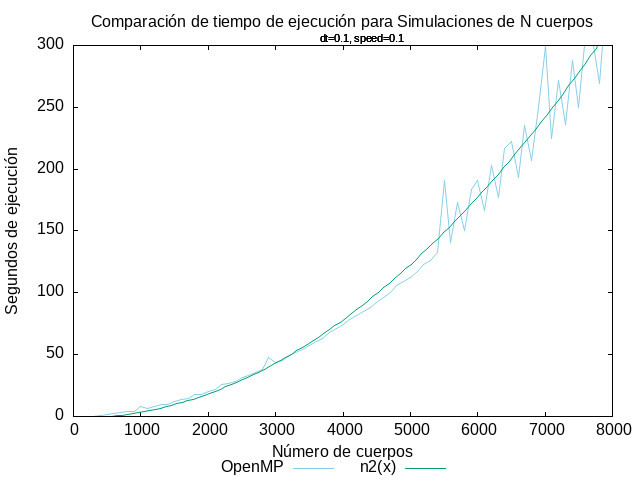 Comparación de tiempo de ejecución para Simulaciones de N cuerpos
dt=0.1, speed=0.1
300
250
200
150
100
50
0
Segundos de ejecución
0 1000 2000 3000 4000 5000 6000 7000 8000
Número de cuerpos
OpenMP n2(x)